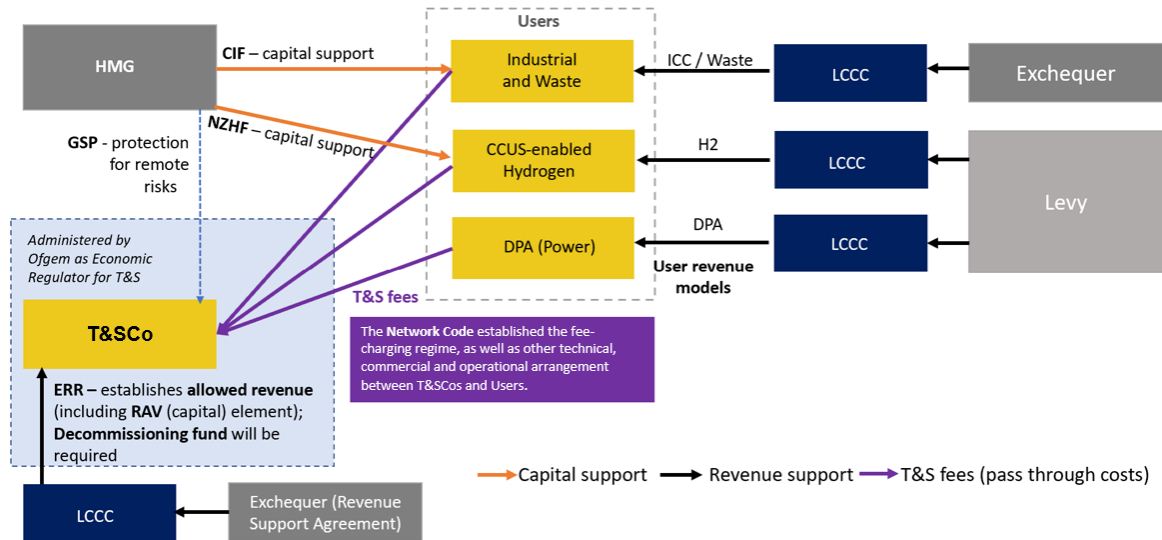 Users
HMG
CIF – capital support
Industrial
and Waste
ICC / Waste
LCCC
Exchequer
NZHF – capital support
GSP - protection
for remote
risks
CCUS-enabled
Hydrogen
H2
LCCC
Levy
Administered by
Ofgem as Economic
Regulator for T&S
DPA (Power)
DPA
LCCC
User revenue
models
T&S fees
T&SCo
The Network Code established the fee-
charging regime, as well as other technical,
commercial and operational arrangement
between T&SCos and Users.
ERR – establishes allowed revenue
(including RAV (capital) element);
Decommissioning fund will be
required
Capital support
Revenue support
T&S fees (pass through costs)
LCCC
Exchequer (Revenue
Support Agreement)